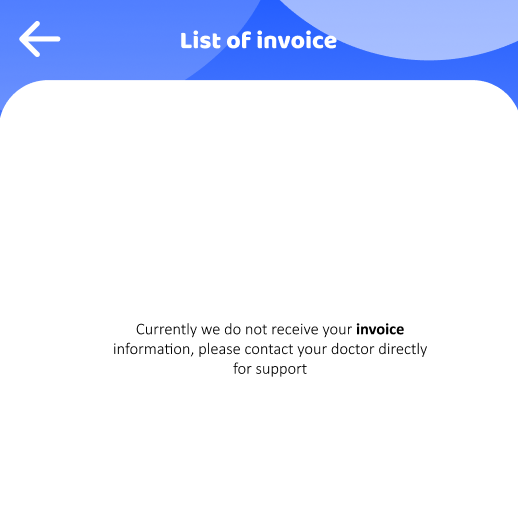 List of invoice
Currently we do not receive your invoice
information, please contact your doctor directly
for support